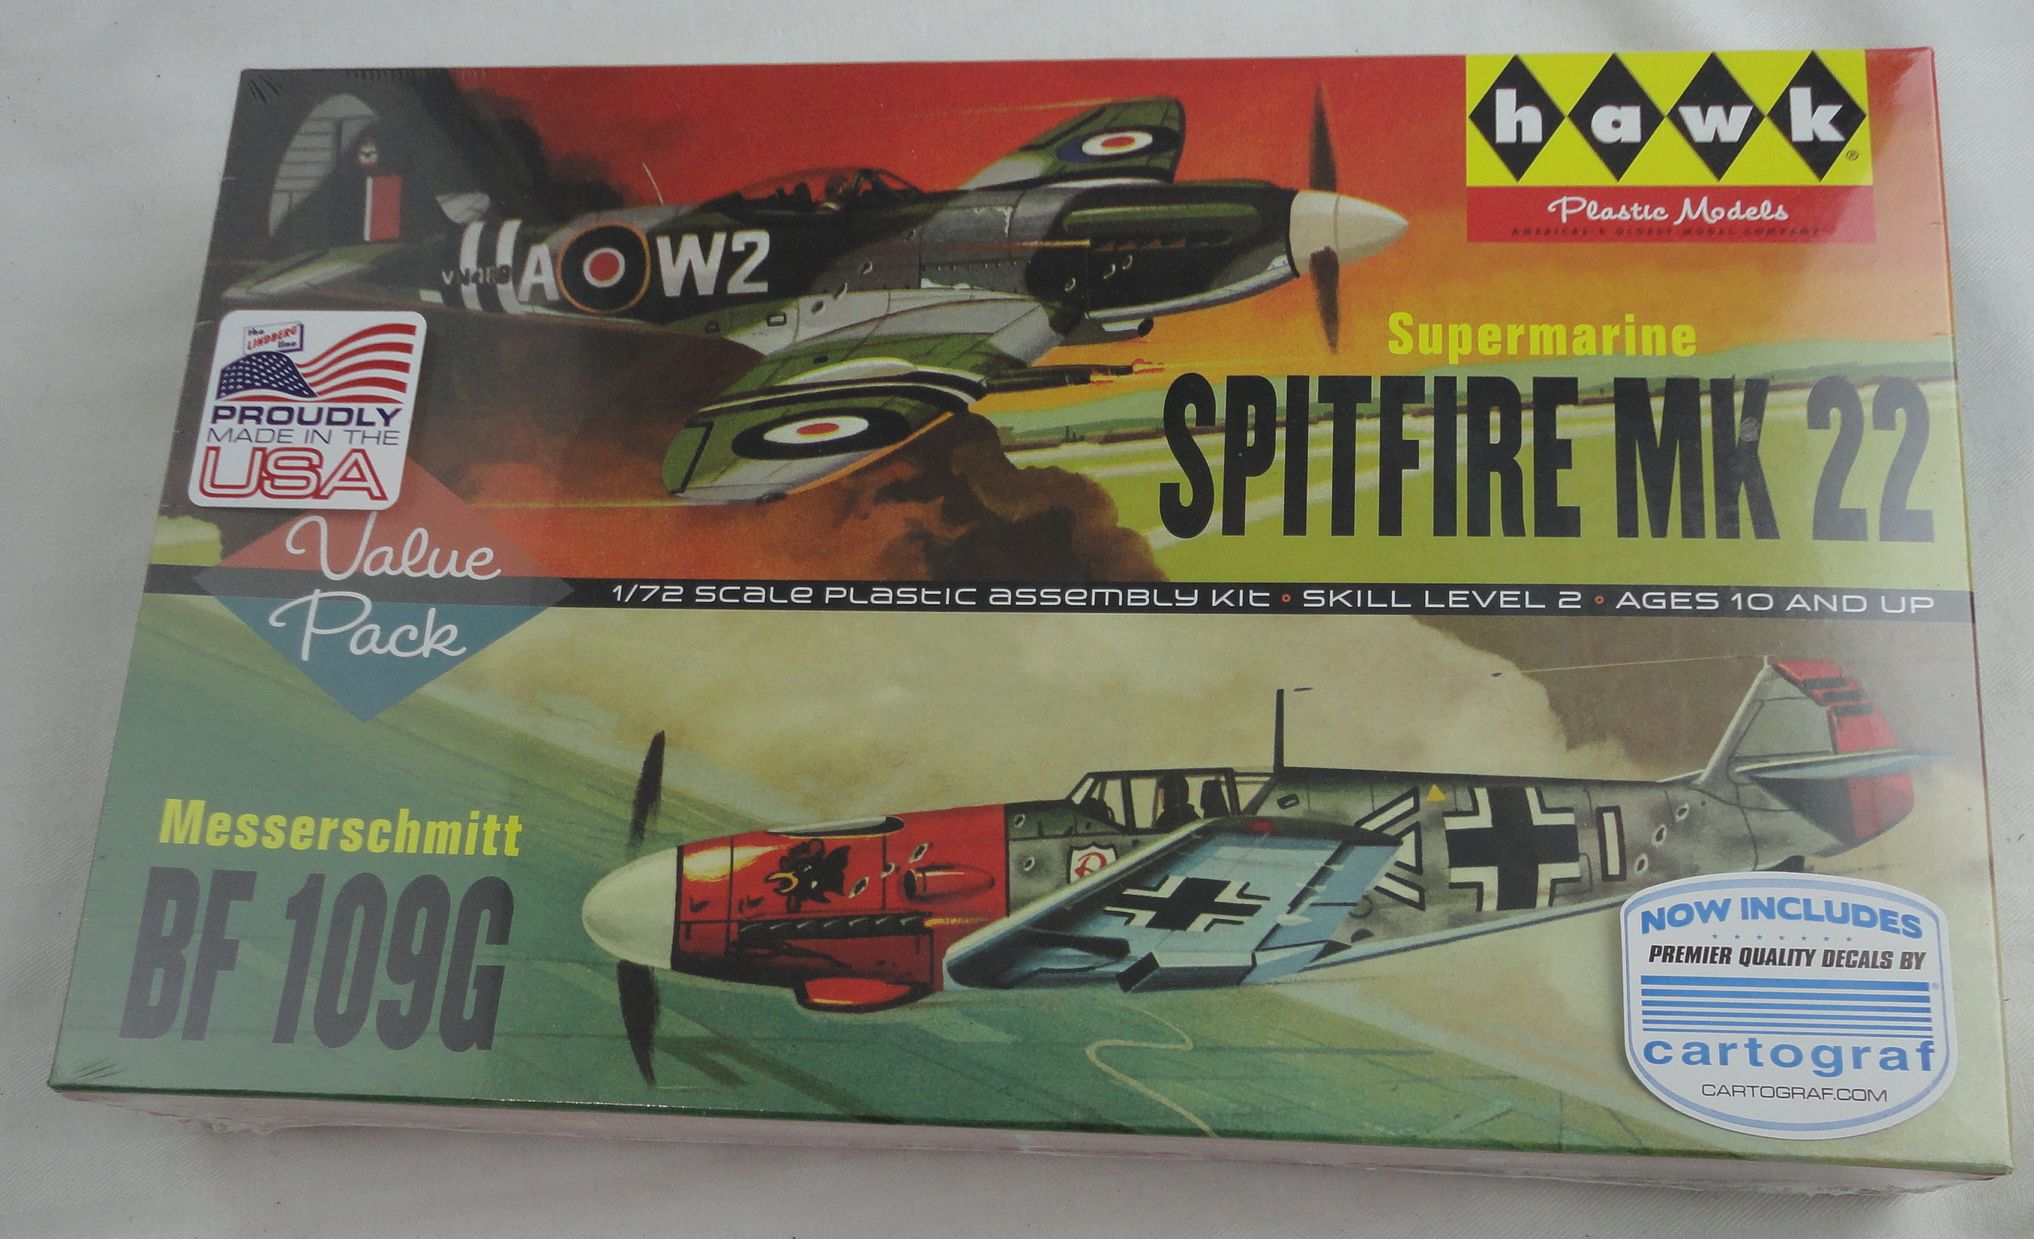 hawk
®
Plastic Models
AMERICA'S OLDEST MODEL COMPANY
A W2
Supermarine
SPITFIRE MK 22
the
LINDBERG
line
PROUDLY
MADE IN THE
USA
Value
Pack
1/72 SCALE PLASTIC ASSEMBLY KIT • SKILL LEVEL 2 • AGES 10 AND UP
Messerschmitt
BF 109G
R
NOW INCLUDES
PREMIER QUALITY DECALS BY
®
cartograf
CARTOGRAF.COM